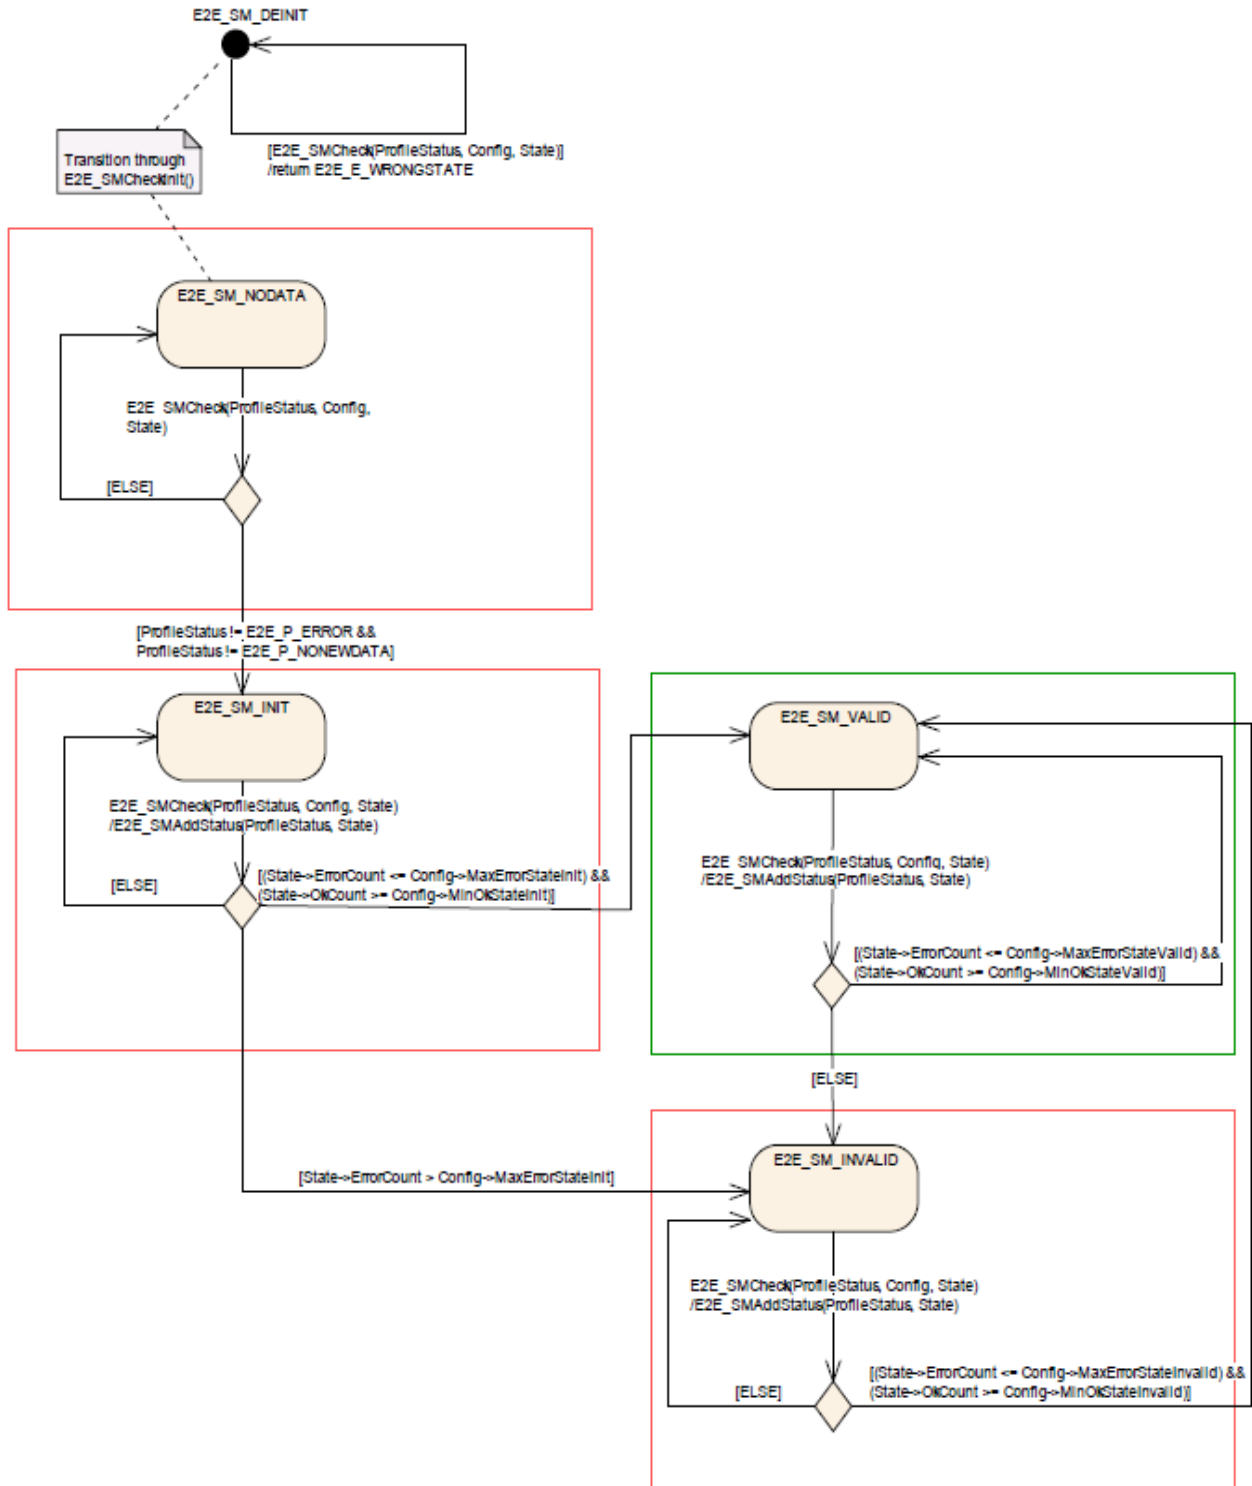 E2E_SM_DEINIT
[E2E_SMCheck(ProfileStatus, Config, State)]
/return E2E_E_WRONGSTATE
Transition through
E2E_SMCheckInit()
E2E_SM_NODATA
E2E_SMCheck(ProfileStatus, Config,
State)
[ELSE]
[ProfileStatus != E2E_P_ERROR &&
ProfileStatus != E2E_P_NONEWDATA]
E2E_SM_INIT
E2E_SM_VALID
E2E_SMCheck(ProfileStatus, Config, State)
/E2E_SMAddStatus(ProfileStatus, State)
[ELSE]
[(State->ErrorCount <= Config->MaxErrorStateInit) &&
(State->OkCount >= Config->MinOkStateInit)]
E2E_SMCheck(ProfileStatus, Config, State)
/E2E_SMAddStatus(ProfileStatus, State)
[(State->ErrorCount <= Config->MaxErrorStateValid) &&
(State->OkCount >= Config->MinOkStateValid)]
[ELSE]
E2E_SM_INVALID
[State->ErrorCount > Config->MaxErrorStateInit]
E2E_SMCheck(ProfileStatus, Config, State)
/E2E_SMAddStatus(ProfileStatus, State)
[ELSE]
[(State->ErrorCount <= Config->MaxErrorStateInvalid) &&
(State->OkCount >= Config->MinOkStateInvalid)]